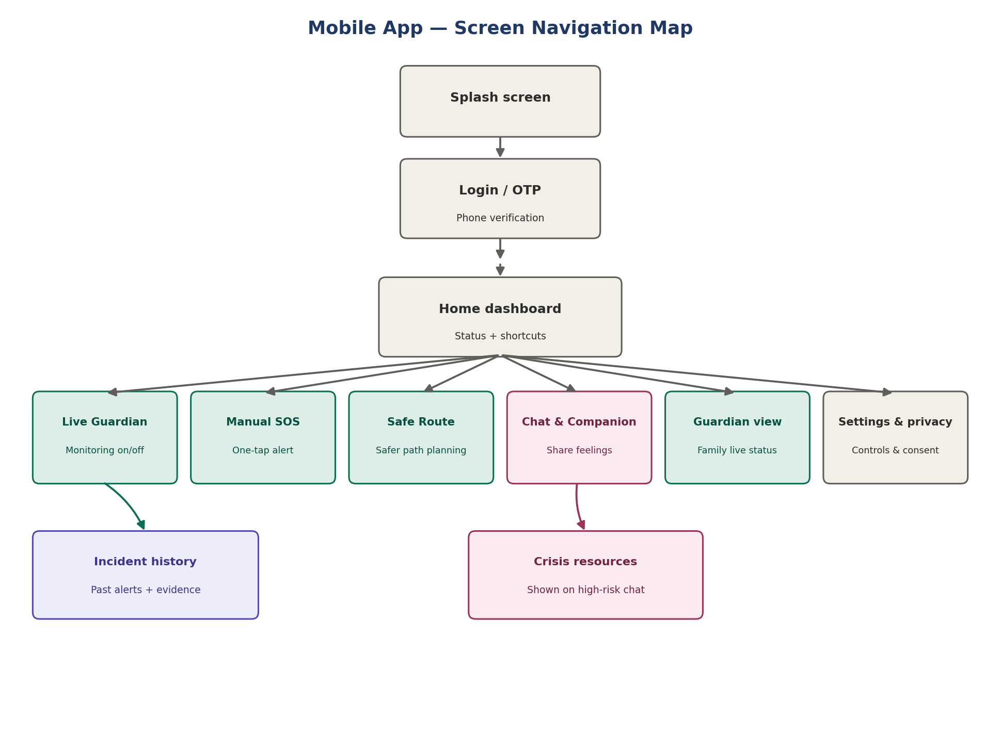 Mobile App — Screen Navigation Map
Splash screen
Login / OTP
Phone verification
Home dashboard
Status + shortcuts
Live Guardian
Monitoring on/off
Manual SOS
One-tap alert
Safe Route
Safer path planning
Chat & Companion
Share feelings
Guardian view
Family live status
Settings & privacy
Controls & consent
Incident history
Past alerts + evidence
Crisis resources
Shown on high-risk chat